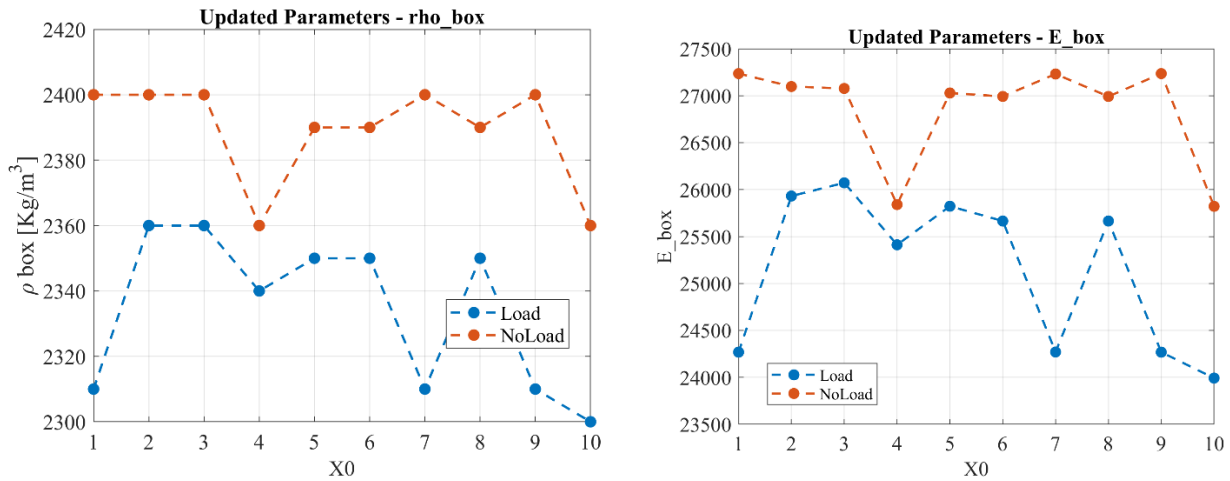 Updated Parameters - rho_box
2420
2400
2380
2360
2340
2320
2300
ρ box [Kg/m³]
Load
NoLoad
1 2 3 4 5 6 7 8 9 10
X0
Updated Parameters - E_box
27500
27000
26500
26000
25500
25000
24500
24000
23500
E_box
Load
NoLoad
1 2 3 4 5 6 7 8 9 10
X0